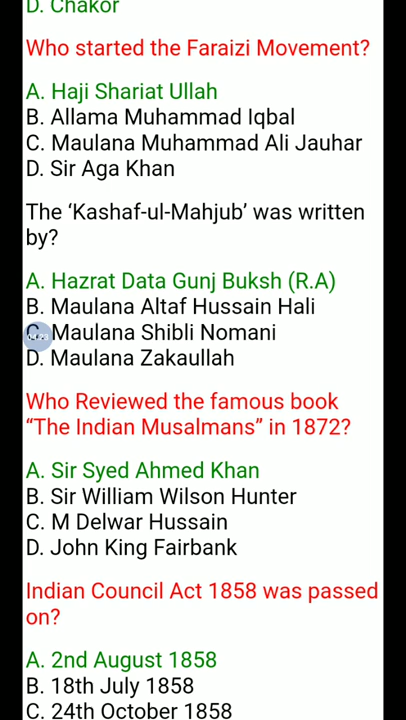 D. Chakor
Who started the Faraizi Movement?
A. Haji Shariat Ullah
B. Allama Muhammad Iqbal
C. Maulana Muhammad Ali Jauhar
D. Sir Aga Khan
The ‘Kashaf-ul-Mahjub’ was written
by?
A. Hazrat Data Gunj Buksh (R.A)
B. Maulana Altaf Hussain Hali
C. Maulana Shibli Nomani
D. Maulana Zakaullah
Who Reviewed the famous book
“The Indian Musalmans” in 1872?
A. Sir Syed Ahmed Khan
B. Sir William Wilson Hunter
C. M Delwar Hussain
D. John King Fairbank
Indian Council Act 1858 was passed
on?
A. 2nd August 1858
B. 18th July 1858
C. 24th October 1858